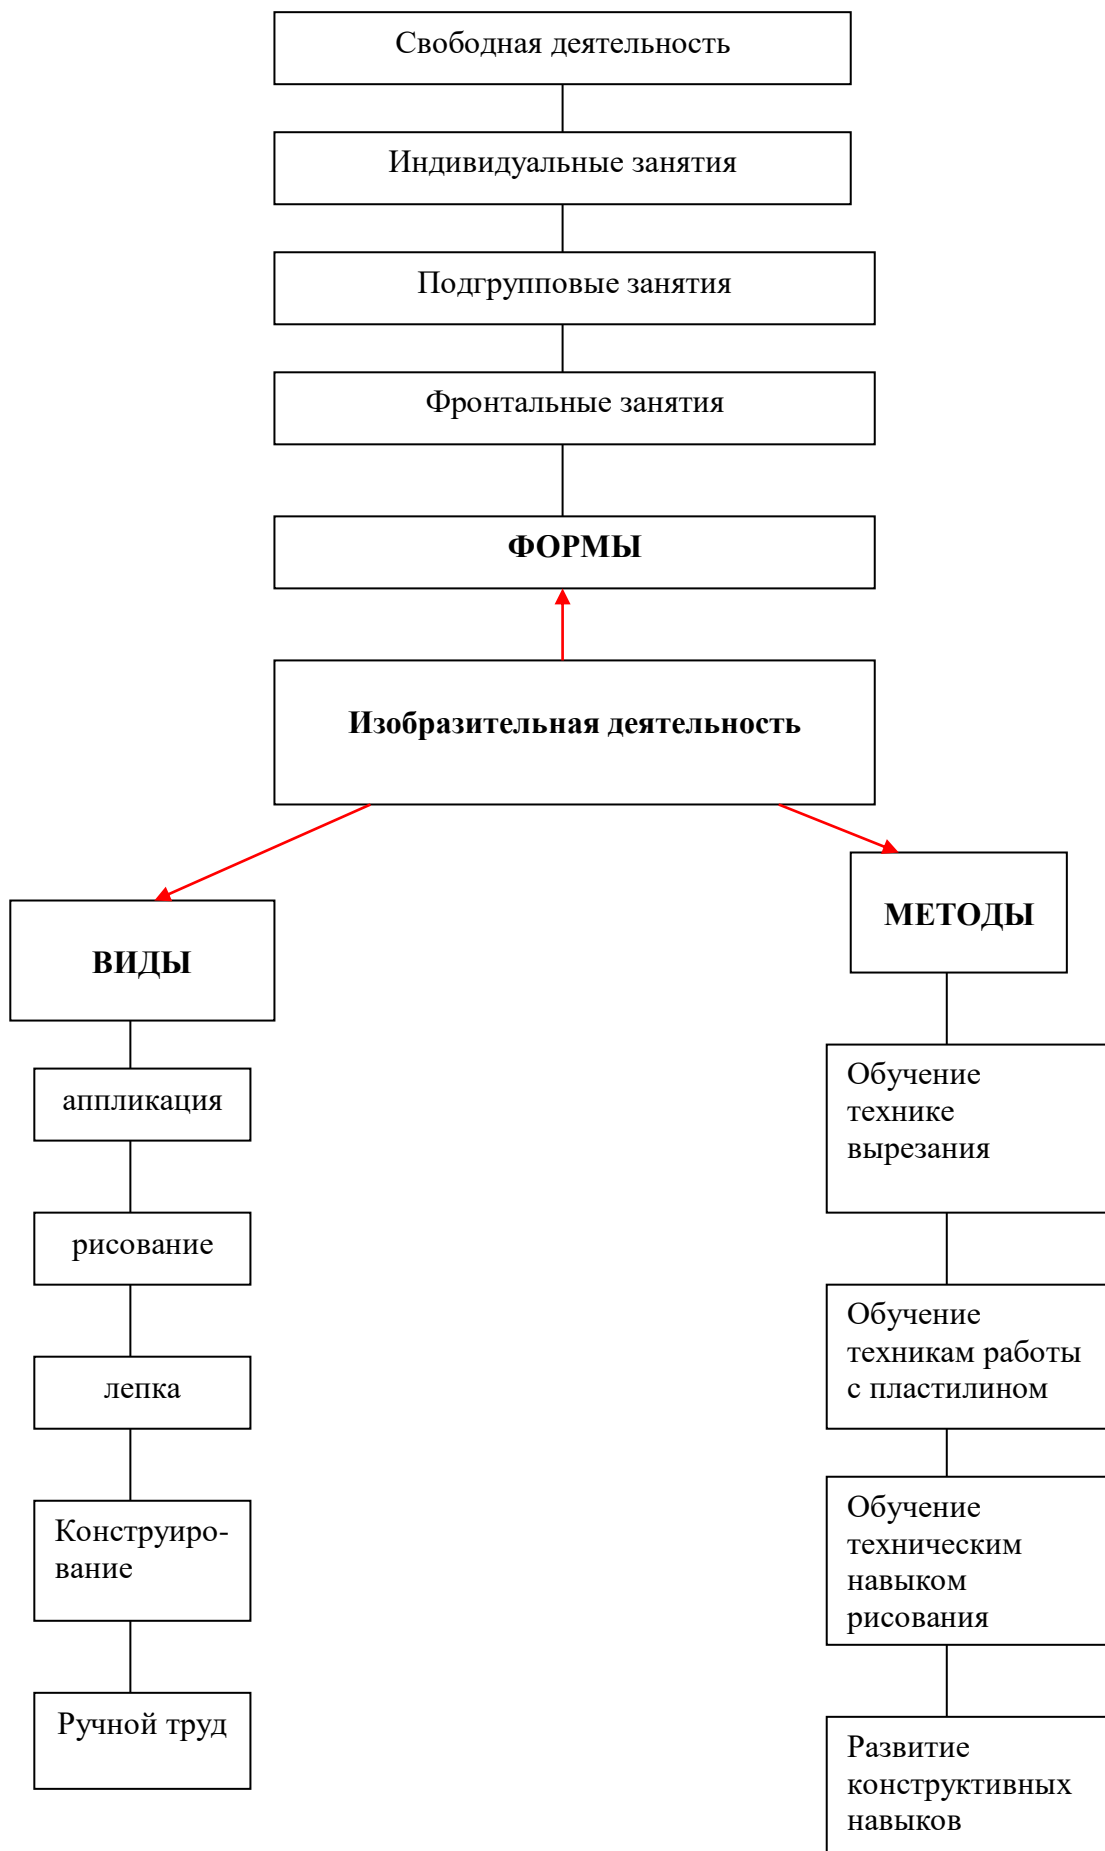 Свободная деятельность
Индивидуальные занятия
Подгрупповые занятия
Фронтальные занятия
ФОРМЫ
Изобразительная деятельность
ВИДЫ
аппликация
рисование
лепка
Конструиро-
вание
Ручной труд
МЕТОДЫ
Обучение
технике
вырезания
Обучение
техникам работы
с пластилином
Обучение
техническим
навыком
рисования
Развитие
конструктивных
навыков